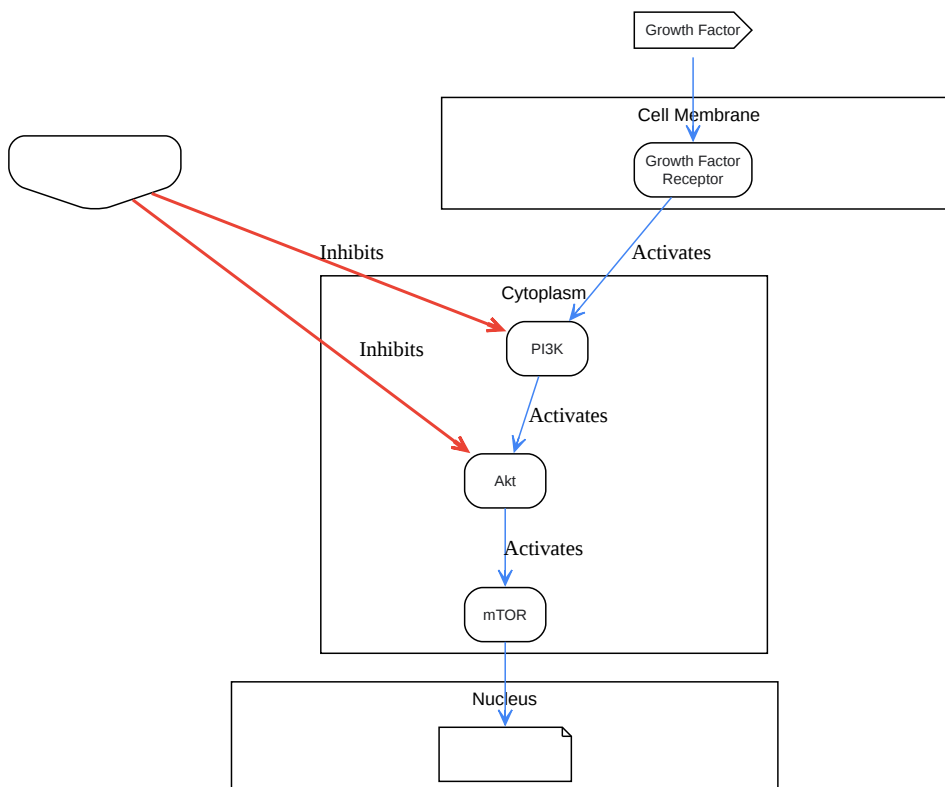 Growth Factor
Cell Membrane
Growth Factor
Receptor
Inhibits
Activates
Cytoplasm
PI3K
Inhibits
Activates
Akt
Activates
mTOR
Nucleus